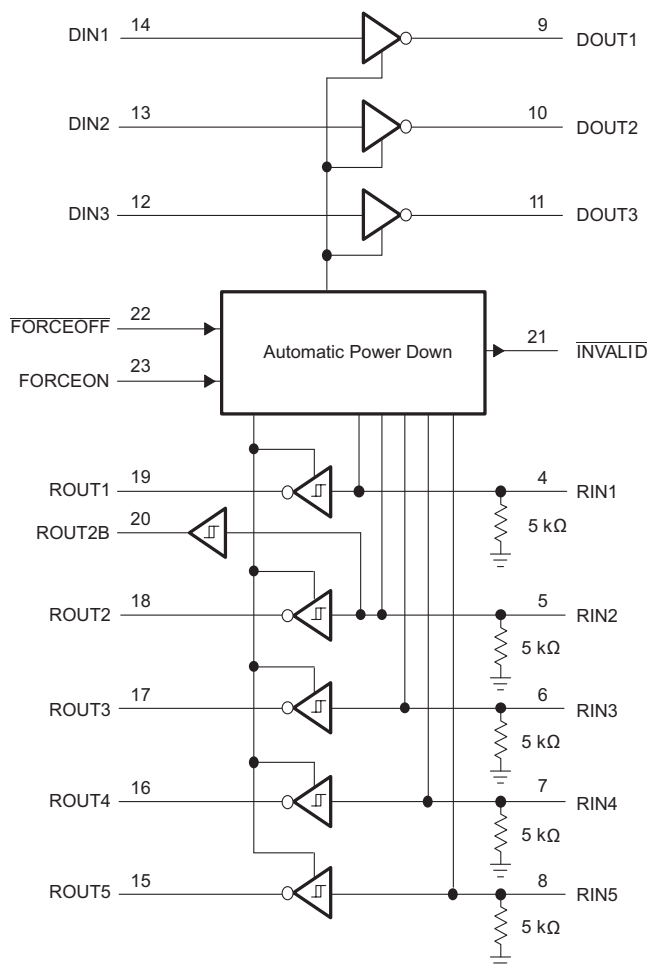 DIN1 14 9 DOUT1
DIN2 13 10 DOUT2
DIN3 12 11 DOUT3
FORCEOFF 22
Automatic Power Down
21 INVALID
FORCEON 23
ROUT1 19 4 RIN1
5 kΩ
ROUT2B 20
ROUT2 18 5 RIN2
5 kΩ
ROUT3 17 6 RIN3
5 kΩ
ROUT4 16 7 RIN4
5 kΩ
ROUT5 15 8 RIN5
5 kΩ